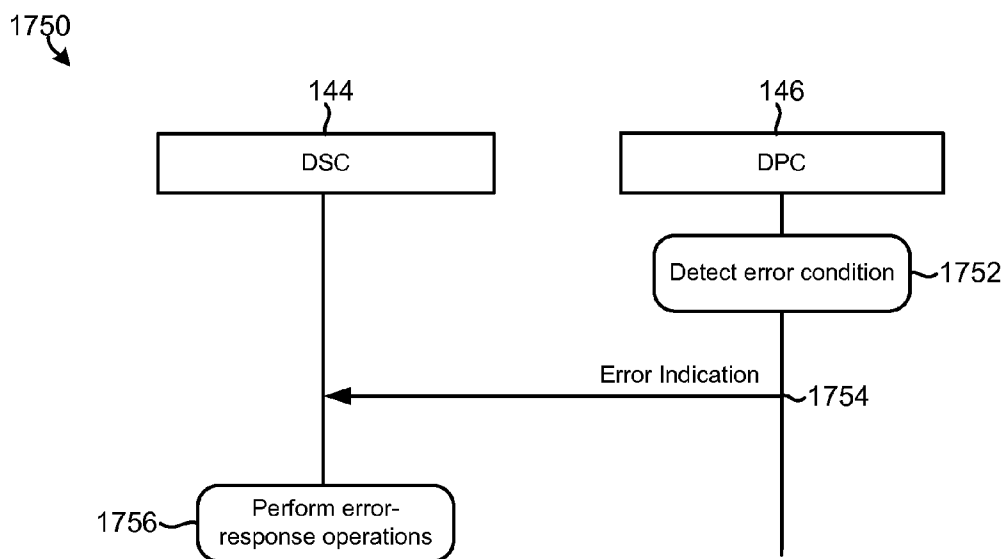 1750
144
146
DSC
DPC
Detect error condition
1752
Error Indication
1754
1756
Perform error-
response operations